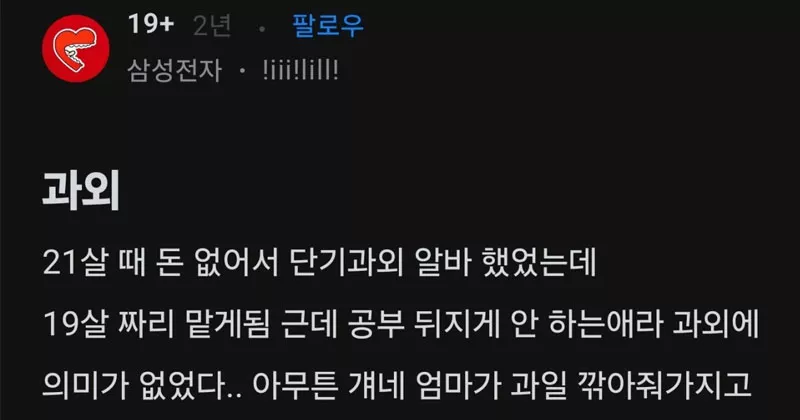 19+ 2년 · 팔로우
삼성전자 · !iii!lill!
과외
21살 때 돈 없어서 단기과외 알바 했었는데
19살 짜리 맡게됨 근데 공부 뒤지게 안 하는애라 과외에
의미가 없었다.. 아무튼 걔네 엄마가 과일 깎아줘가지고